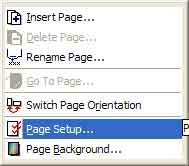 Insert Page...
Delete Page...
Rename Page...
Go To Page...
Switch Page Orientation
Page Setup...
P
Page Background...